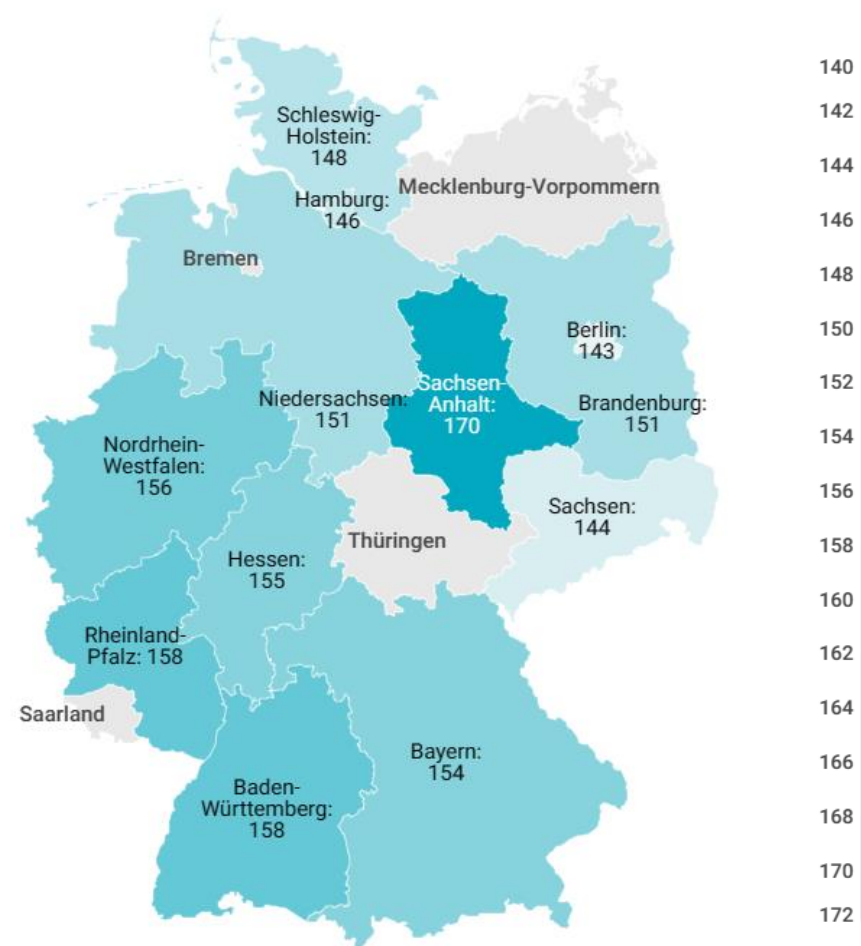 Schleswig-
Holstein:
148
Hamburg:
146
Mecklenburg-Vorpommern
Bremen
Berlin:
143
Niedersachsen:
151
Sachsen-
Anhalt:
170
Brandenburg:
151
Nordrhein-
Westfalen:
156
Sachsen:
144
Thüringen
Hessen:
155
Rheinland-
Pfalz: 158
Saarland
Bayern:
154
Baden-
Württemberg:
158
140
142
144
146
148
150
152
154
156
158
160
162
164
166
168
170
172